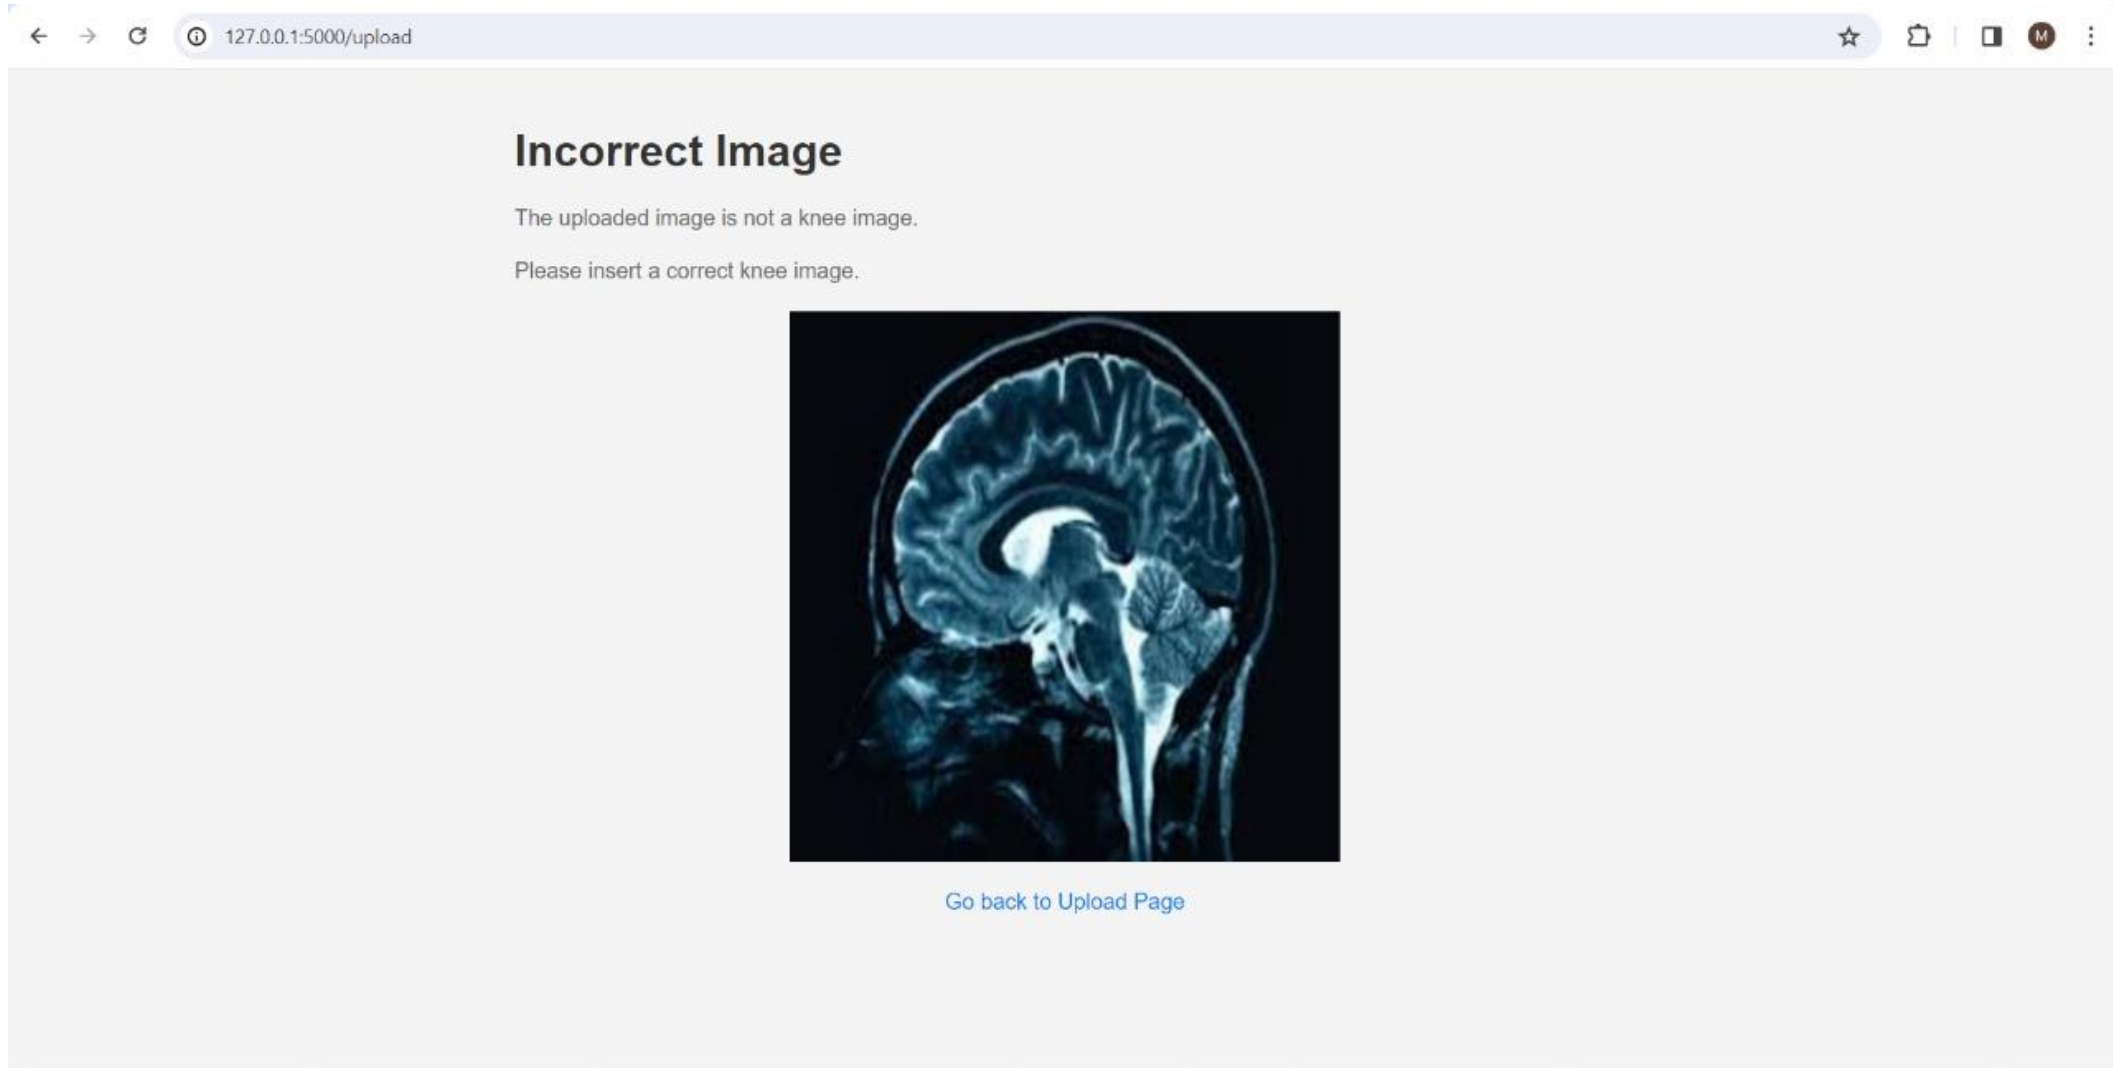 127.0.0.1:5000/upload
M
Incorrect Image
The uploaded image is not a knee image.
Please insert a correct knee image.
Go back to Upload Page